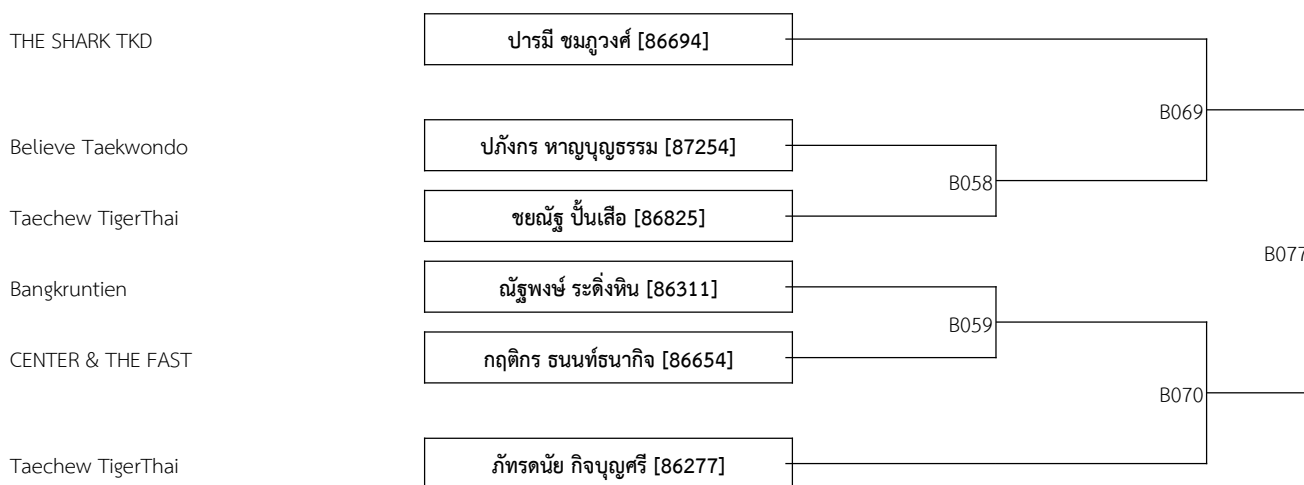 THE SHARK TKD ปารมี ชมภูวงศ์ [86694]
B069
Believe Taekwondo ปภังกร หาญบุญธรรม [87254]
B058
Taechew TigerThai ชยณัฐ ปั้นเสือ [86825]
B077
Bangkruntien ณัฐพงษ์ ระดิ่งหิน [86311]
B059
CENTER & THE FAST กฤติกร ธนนท์ธนากิจ [86654]
B070
Taechew TigerThai ภัทรดนัย กิจบุญศรี [86277]